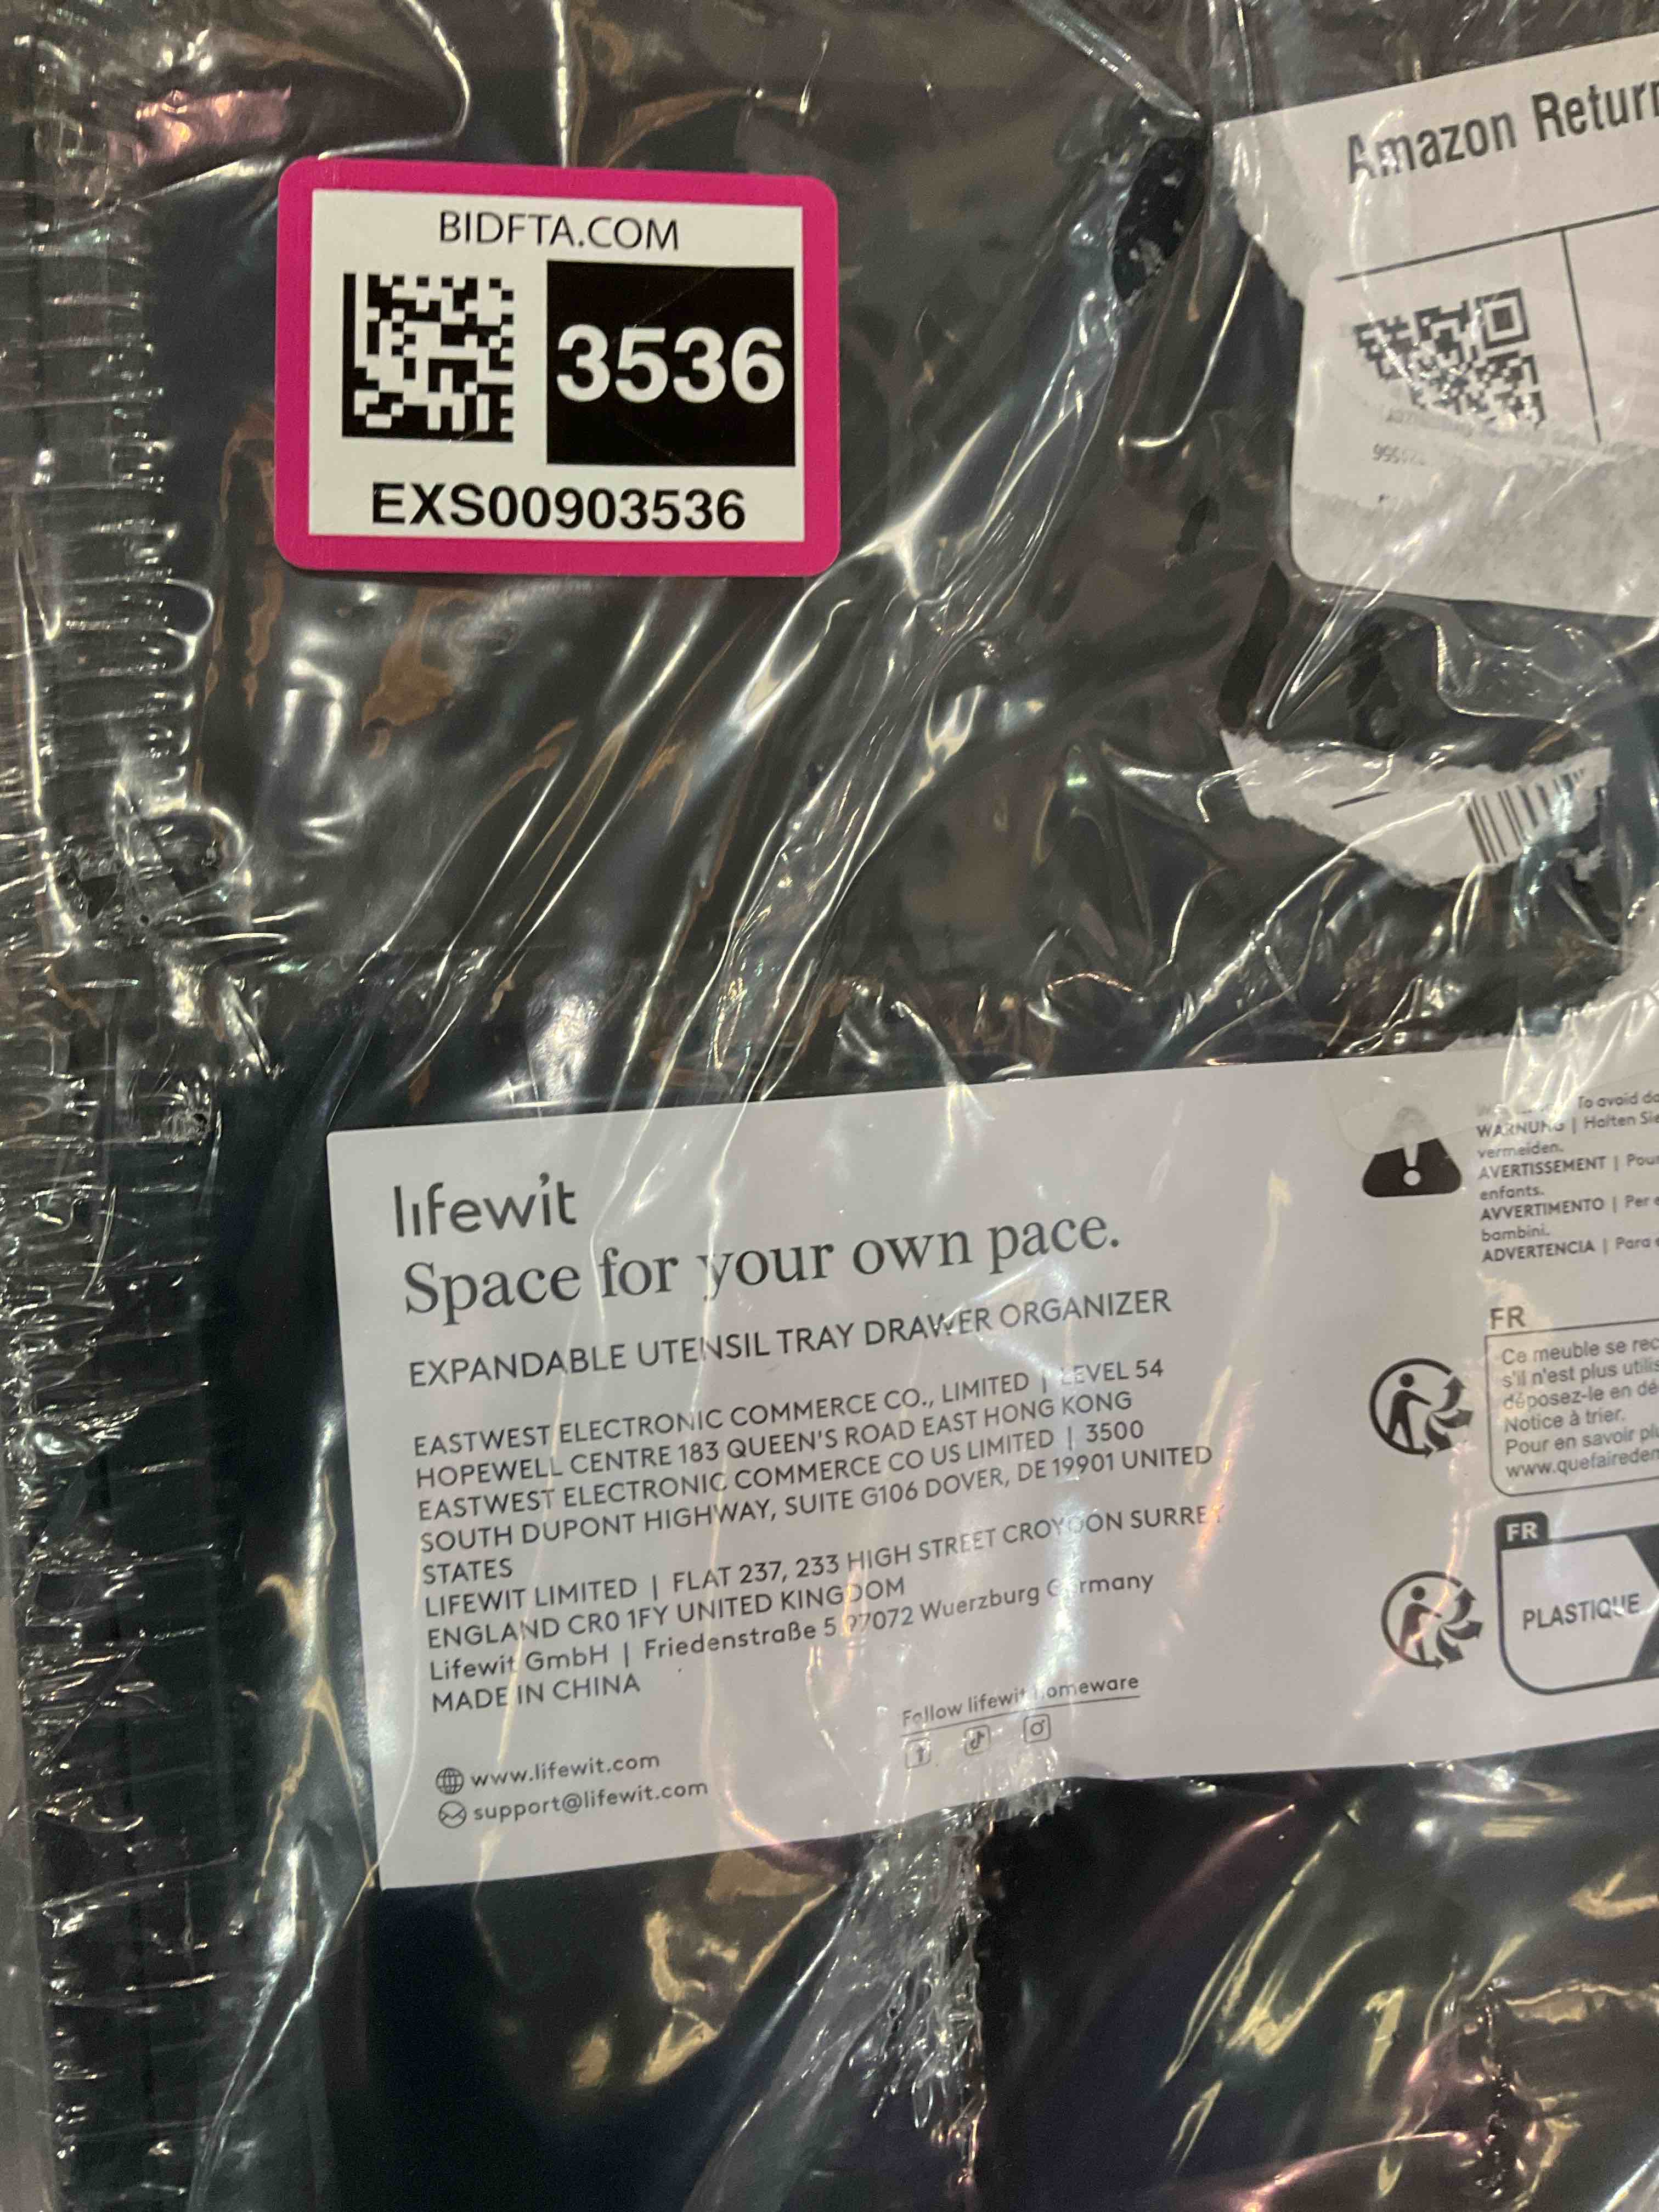 BIDFTA.COM
3536
EXS00903536
Amazon Return
lifewit
Space for your own pace.
EXPANDABLE UTENSIL TRAY DRAWER ORGANIZER
EASTWEST ELECTRONIC COMMERCE CO., LIMITED | LEVEL 54
HOPEWELL CENTRE 183 QUEEN'S ROAD EAST HONG KONG
EASTWEST ELECTRONIC COMMERCE CO US LIMITED | 3500
SOUTH DUPONT HIGHWAY, SUITE G106 DOVER, DE 19901 UNITED
STATES
LIFEWIT LIMITED | FLAT 237, 233 HIGH STREET CROYDON SURREY
ENGLAND CR0 1FY UNITED KINGDOM
Lifewit GmbH | Friedenstraße 5 97072 Wuerzburg Germany
MADE IN CHINA
www.lifewit.com
support@lifewit.com
Follow lifewit homeware
To avoid
WARNUNG | Halten Sie
vermeiden.
AVERTISSEMENT | Pour
enfants.
AVVERTIMENTO | Per
bambini.
ADVERTENCIA | Para
FR
Ce meuble se
s'il n'est plus
déposez-le en
Notice à trier.
Pour en savoir
www.quefaireden
FR
PLASTIQUE